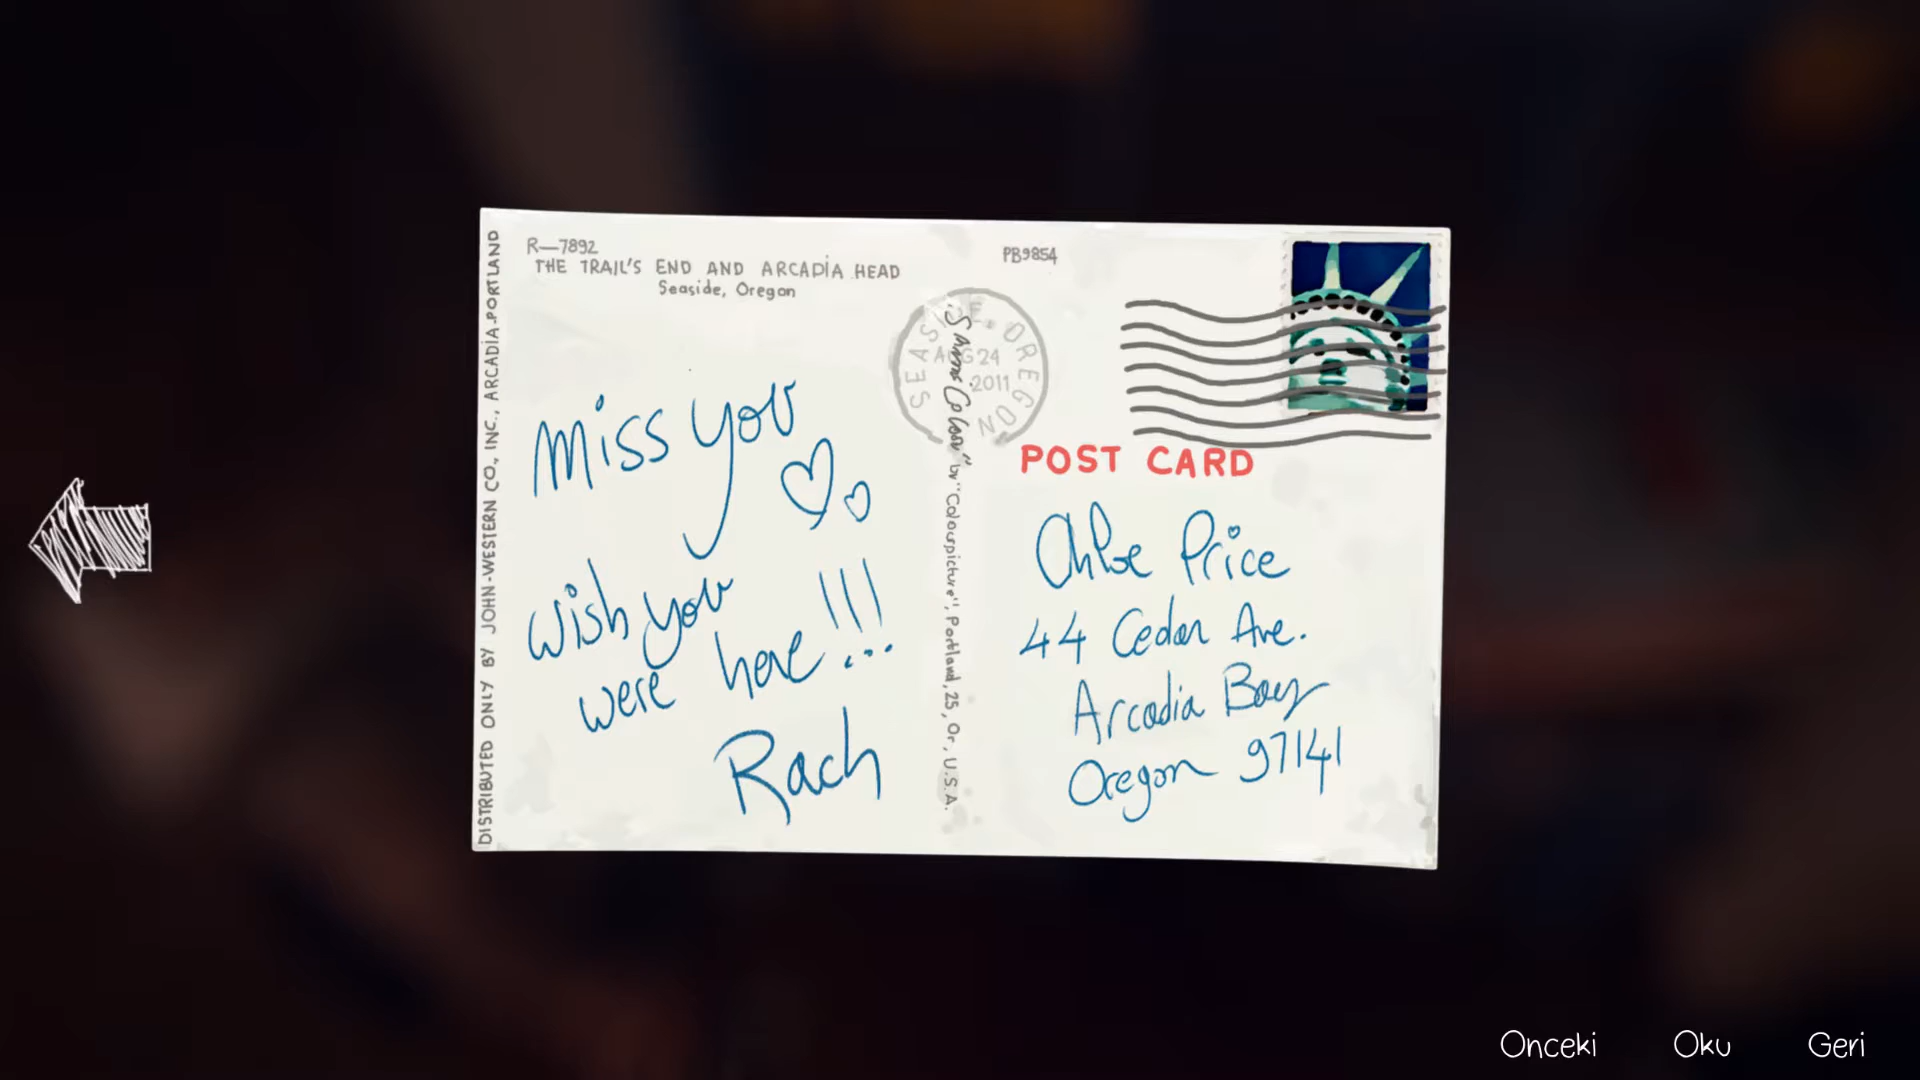 R—7892
THE TRAIL'S END AND ARCADIA HEAD
Seaside, Oregon
PB9854
DISTRIBUTED ONLY BY JOHN-WESTERN CO., INC., ARCADIA-PORTLAND
SEASIDE, OREGON
AUG 24
2011
by "Colourpicture", Portland, 25, Or, U.S.A.
Miss you
wish you
were here!!!
Rach
POST CARD
Chloe Price
44 Cedar Ave.
Arcadia Bay
Oregon 97141
Onceki
Oku
Geri